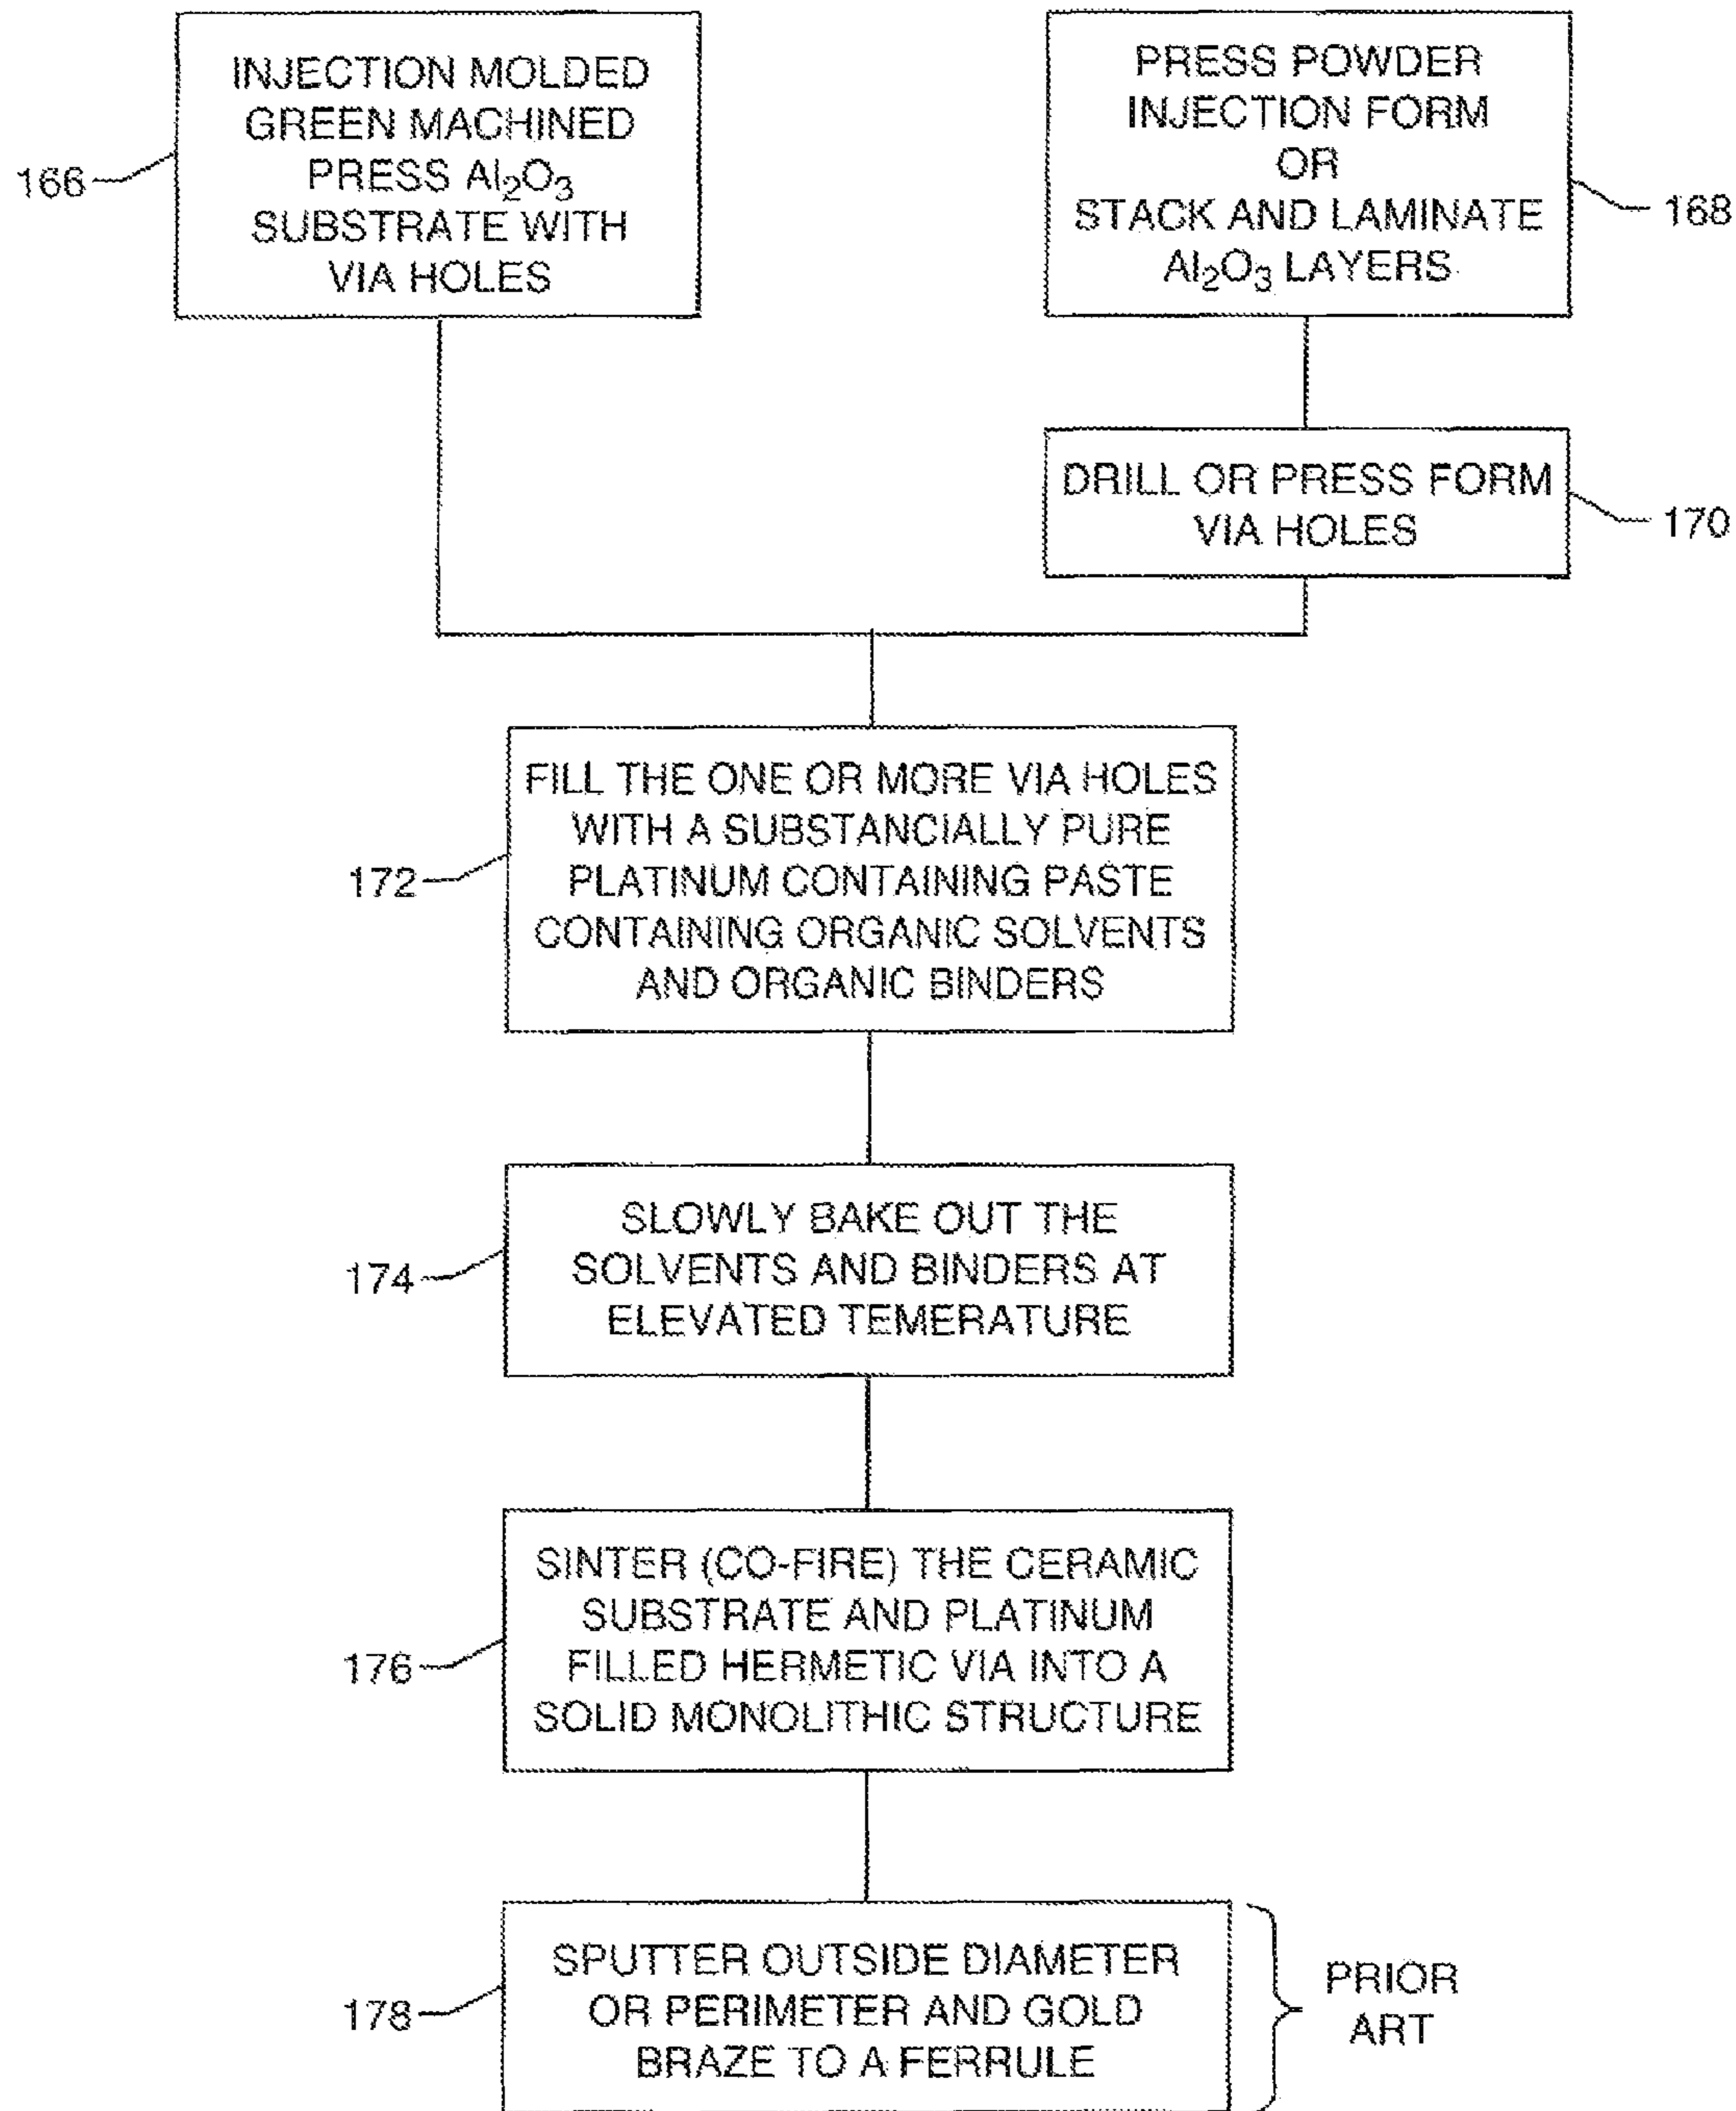 INJECTION MOLDED
GREEN MACHINED
PRESS Al₂O₃
SUBSTRATE WITH
VIA HOLES
166
PRESS POWDER
INJECTION FORM
OR
STACK AND LAMINATE
Al₂O₃ LAYERS
168
DRILL OR PRESS FORM
VIA HOLES
170
FILL THE ONE OR MORE VIA HOLES
WITH A SUBSTANCIALLY PURE
PLATINUM CONTAINING PASTE
CONTAINING ORGANIC SOLVENTS
AND ORGANIC BINDERS
172
SLOWLY BAKE OUT THE
SOLVENTS AND BINDERS AT
ELEVATED TEMERATURE
174
SINTER (CO-FIRE) THE CERAMIC
SUBSTRATE AND PLATINUM
FILLED HERMETIC VIA INTO A
SOLID MONOLITHIC STRUCTURE
176
SPUTTER OUTSIDE DIAMETER
OR PERIMETER AND GOLD
BRAZE TO A FERRULE
178
PRIOR
ART